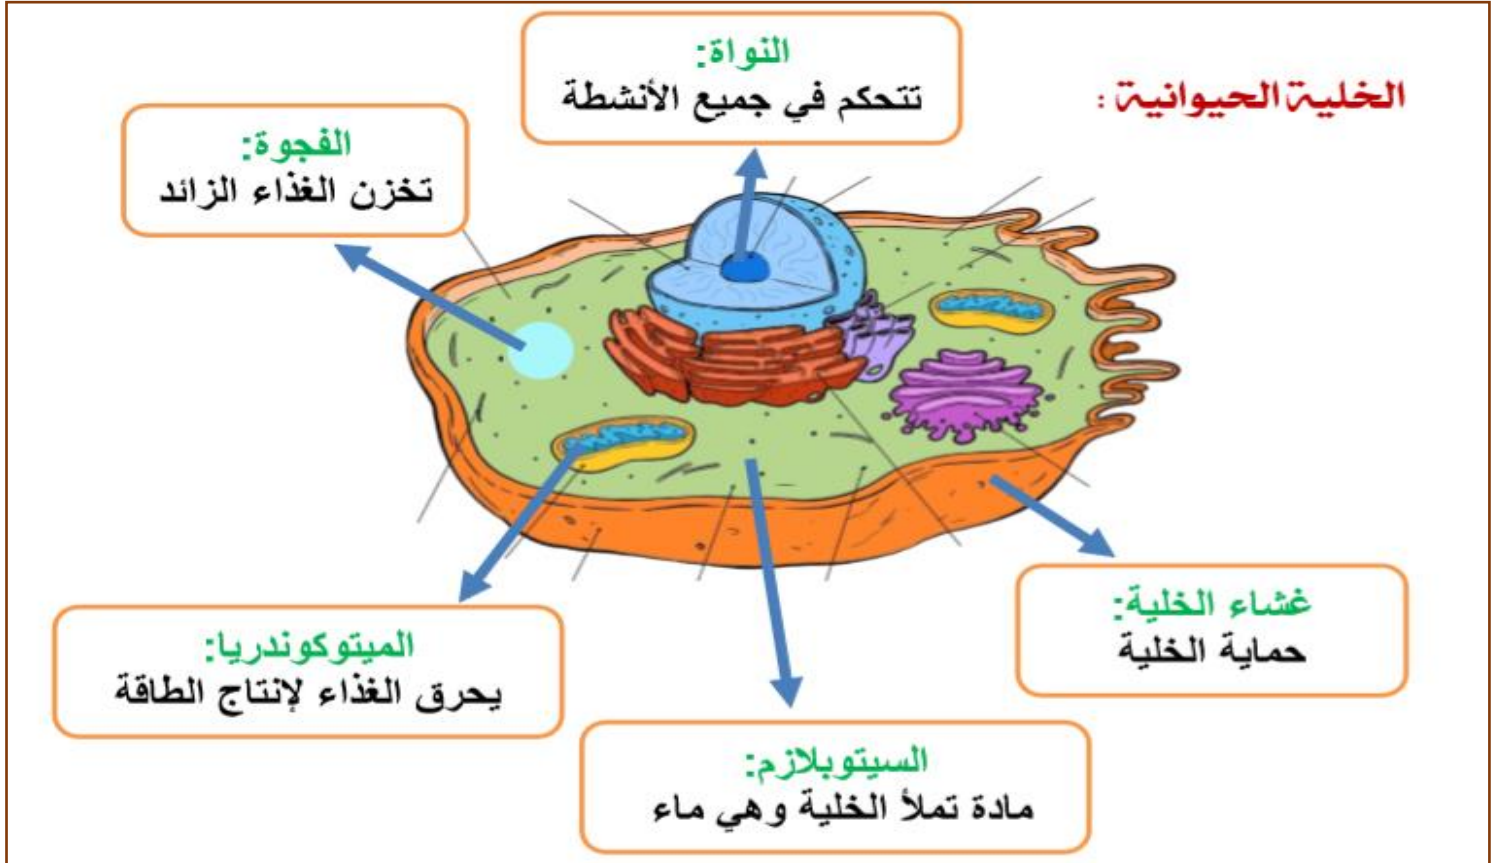 الخلية الحيوانية :
النواة:
تتحكم في جميع الأنشطة
الفجوة:
تخزن الغذاء الزائد
غشاء الخلية:
حماية الخلية
الميتوكوندريا:
يحرق الغذاء لإنتاج الطاقة
السيتوبلازم:
مادة تملأ الخلية وهي ماء